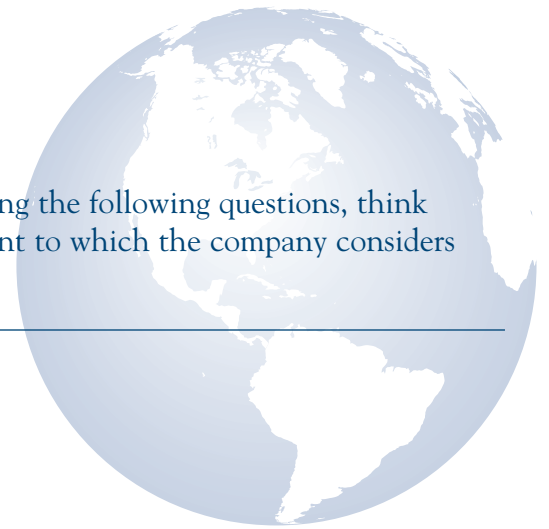 ng the following questions, think
nt to which the company considers